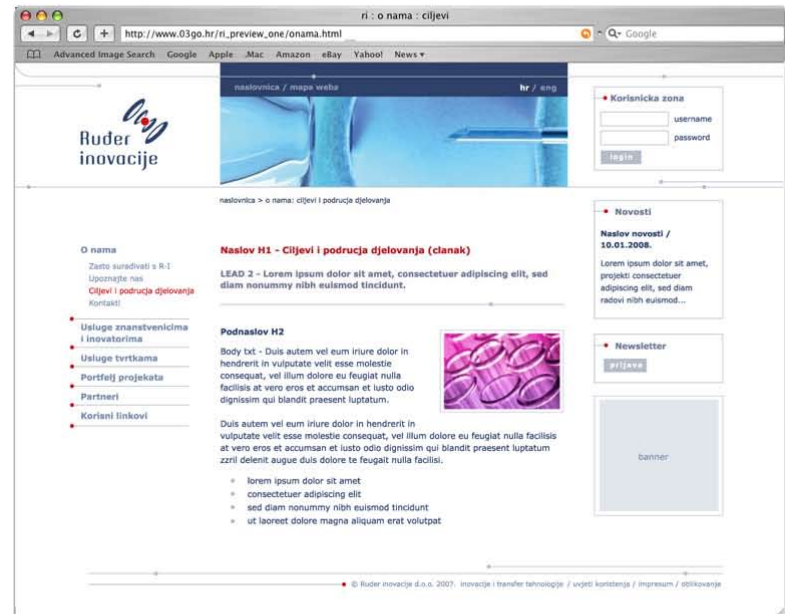 ri : o nama : ciljevi
http://www.03go.hr/ri_preview_one/onama.html
Google
Advanced Image Search Google Apple .Mac Amazon eBay Yahoo! News ▾
naslovnica / mapa weba
hr / eng
Ruder
inovacije
Korisnicka zona
username
password
login
naslovnica > o nama: ciljevi i podrucja djelovanja
O nama
Zasto suradivati s R-I
Upoznajte nas
Ciljevi i podrucja djelovanja
Kontakti
Usluge znanstvenicima
i inovatorima
Usluge tvrtkama
Portfelj projekata
Partneri
Korisni linkovi
Naslov H1 - Ciljevi i podrucja djelovanja (clanak)
LEAD 2 - Lorem ipsum dolor sit amet, consectetuer adipiscing elit, sed
diam nonummy nibh euismod tincidunt.
Podnaslov H2
Body txt - Duis autem vel eum iriure dolor in
hendrerit in vulputate velit esse molestie
consequat, vel illum dolore eu feugiat nulla
facilisis at vero eros et accumsan et iusto odio
dignissim qui blandit praesent luptatum.
Duis autem vel eum iriure dolor in hendrerit in
vulputate velit esse molestie consequat, vel illum dolore eu feugiat nulla facilisis
at vero eros et accumsan et iusto odio dignissim qui blandit praesent luptatum
zzril delenit augue duis dolore te feugait nulla facilisi.
lorem ipsum dolor sit amet
consectetuer adipiscing elit
sed diam nonummy nibh euismod tincidunt
ut laoreet dolore magna aliquam erat volutpat
Novosti
Naslov novosti /
10.01.2008.
Lorem ipsum dolor sit amet,
projekti consectetuer
adipiscing elit, sed diam
radovi nibh euismod...
Newsletter
prijava
banner
© Ruder inovacije d.o.o. 2007. inovacije i transfer tehnologije / uvjeti koristenja / impresum / oblikovanje